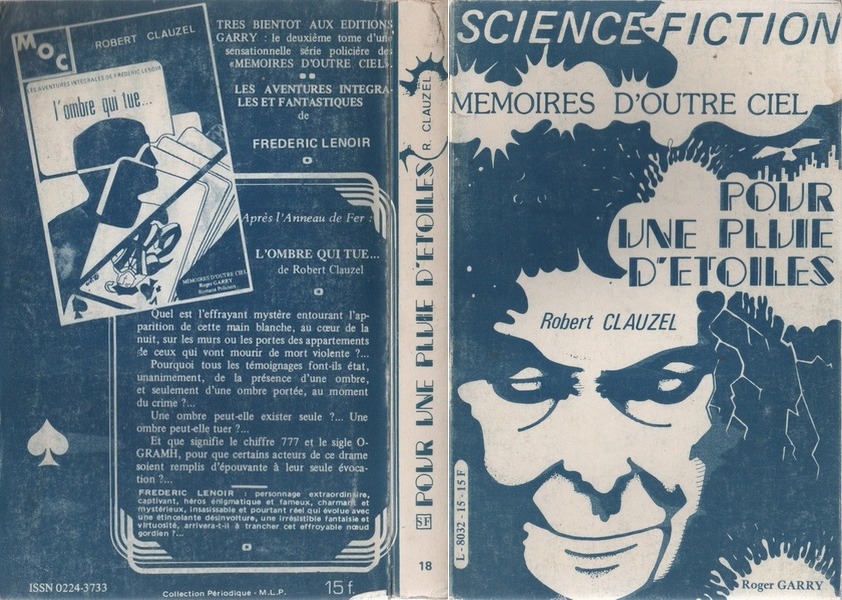 MOC
ROBERT CLAUZEL
LES AVENTURES INTÉGRALES DE FRÉDÉRIC LENOIR
l'ombre qui tue...
MÉMOIRES D'OUTRE CIEL
Roger GARRY
Romans Policiers
TRES BIENTOT AUX EDITIONS
GARRY : le deuxième tome d'une
sensationnelle série policière des
«MEMOIRES D'OUTRE CIEL».
LES AVENTURES INTEGRA-
LES ET FANTASTIQUES
de
FREDERIC LENOIR
Après l'Anneau de Fer :
L'OMBRE QUI TUE...
de Robert Clauzel
Quel est l'effrayant mystère entourant l'ap-
parition de cette main blanche, au cœur de la
nuit, sur les murs ou les portes des appartements
de ceux qui vont mourir de mort violente ?...
Pourquoi tous les témoignages font-ils état,
unanimement, de la présence d'une ombre,
et seulement d'une ombre portée, au moment
du crime ?...
Une ombre peut-elle exister seule ?... Une
ombre peut-elle tuer ?...
Et que signifie le chiffre 777 et le sigle O-
GRAMH, pour que certains acteurs de ce drame
soient remplis d'épouvante à leur seule évoca-
tion ?...
FREDERIC LENOIR : personnage extraordinaire,
captivant, héros énigmatique et fameux, charmant et
mystérieux, insaisissable et pourtant réel qui évolue avec
une étincelante désinvolture, une irrésistible fantaisie et
virtuosité, arrivera-t-il à trancher cet effroyable nœud
gordien ?...
ISSN 0224-3733
Collection Périodique - M.L.P.
15 f.
R. CLAUZEL
POUR UNE PLUIE D'ETOILES
SF
18
SCIENCE-FICTION
MEMOIRES D'OUTRE CIEL
POUR
UNE PLUIE
D'ETOILES
Robert CLAUZEL
L - 8032 - 15 - 15 F
Roger GARRY